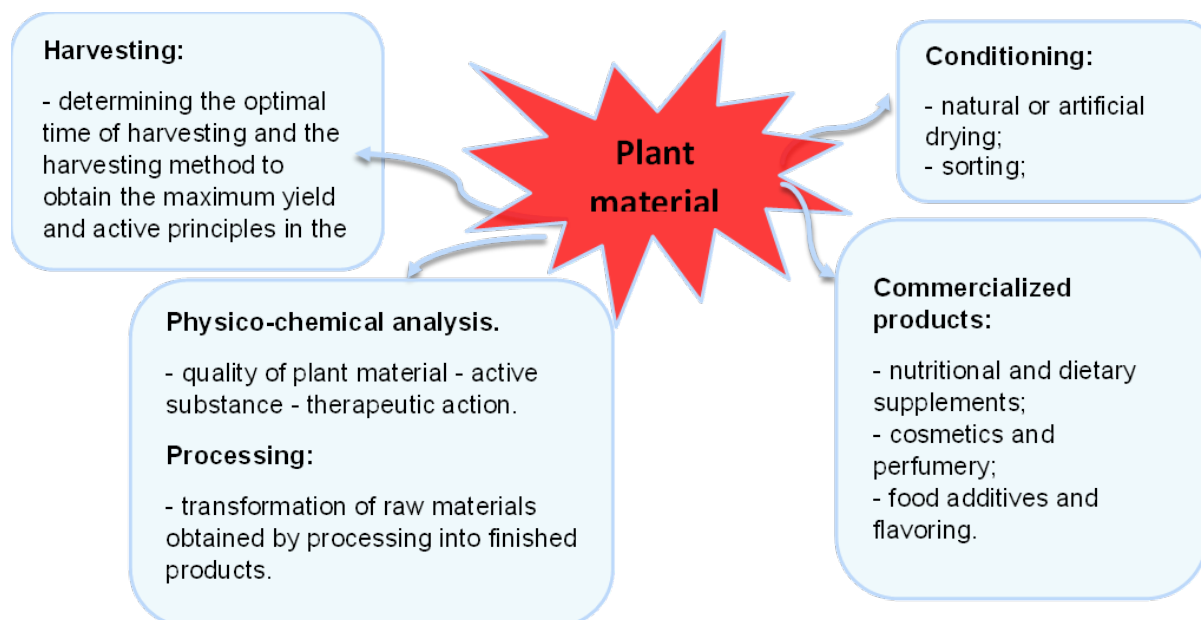 Harvesting:
- determining the optimal
time of harvesting and the
harvesting method to
obtain the maximum yield
and active principles in the
Plant
material
Conditioning:
- natural or artificial
drying;
- sorting;
Physico-chemical analysis.
- quality of plant material - active
substance - therapeutic action.
Processing:
- transformation of raw materials
obtained by processing into finished
products.
Commercialized
products:
- nutritional and dietary
supplements;
- cosmetics and
perfumery;
- food additives and
flavoring.